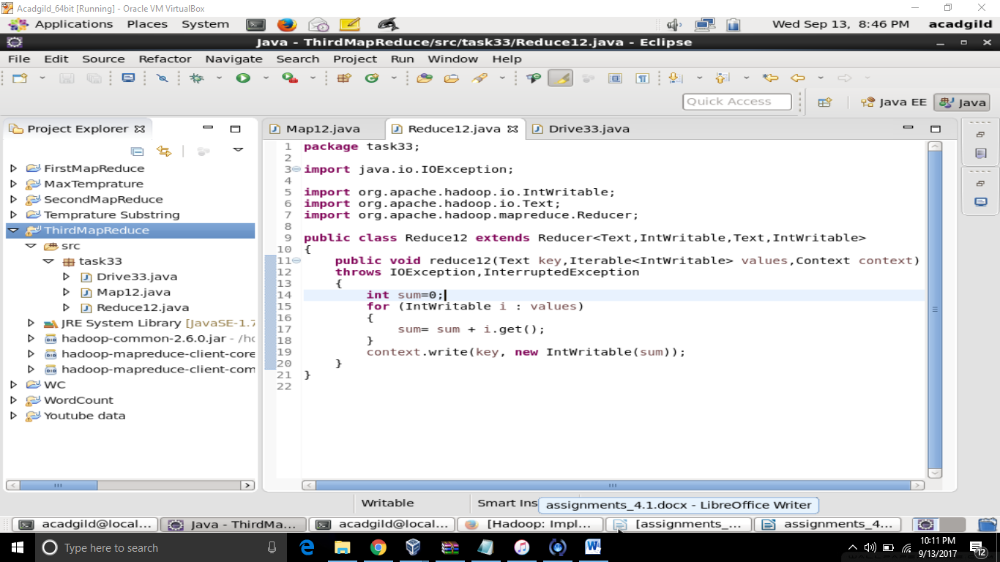 Acadgild_64bit [Running] - Oracle VM VirtualBox
Applications Places System Wed Sep 13, 8:46 PM acadgild
Java - ThirdMapReduce/src/task33/Reduce12.java - Eclipse
File Edit Source Refactor Navigate Search Project Run Window Help
Quick Access Java EE Java
Project Explorer
FirstMapReduce
MaxTemprature
SecondMapReduce
Temprature Substring
ThirdMapReduce
src
task33
Drive33.java
Map12.java
Reduce12.java
JRE System Library [JavaSE-1.7
hadoop-common-2.6.0.jar - /ho
hadoop-mapreduce-client-core
hadoop-mapreduce-client-com
WC
WordCount
Youtube data
Map12.java Reduce12.java Drive33.java
1 package task33;
2
3 import java.io.IOException;
4
5 import org.apache.hadoop.io.IntWritable;
6 import org.apache.hadoop.io.Text;
7 import org.apache.hadoop.mapreduce.Reducer;
8
9 public class Reduce12 extends Reducer<Text,IntWritable,Text,IntWritable>
10 {
11 public void reduce12(Text key,Iterable<IntWritable> values,Context context)
12 throws IOException,InterruptedException
13 {
14 int sum=0;
15 for (IntWritable i : values)
16 {
17 sum= sum + i.get();
18 }
19 context.write(key, new IntWritable(sum));
20 }
21 }
22
Writable Smart Ins
assignments_4.1.docx - LibreOffice Writer
acadgild@local... Java - ThirdMa... acadgild@local... [Hadoop: Impl... [assignments_... assignments_4...
Type here to search
10:11 PM
9/13/2017
12